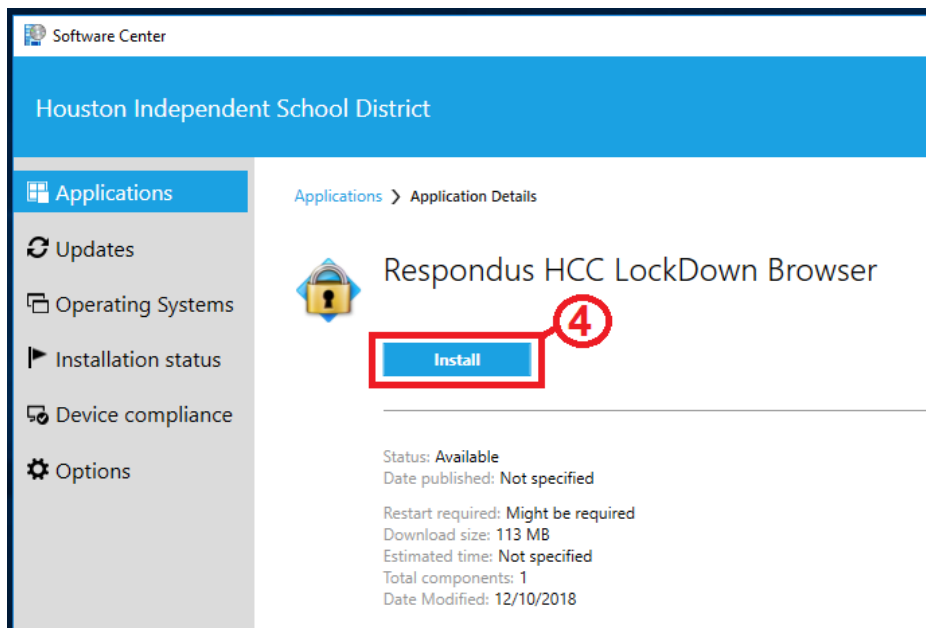 Software Center
Houston Independent School District
Applications
Updates
Operating Systems
Installation status
Device compliance
Options
Applications ❯ Application Details
Respondus HCC LockDown Browser
4
Install
Status: Available
Date published: Not specified
Restart required: Might be required
Download size: 113 MB
Estimated time: Not specified
Total components: 1
Date Modified: 12/10/2018